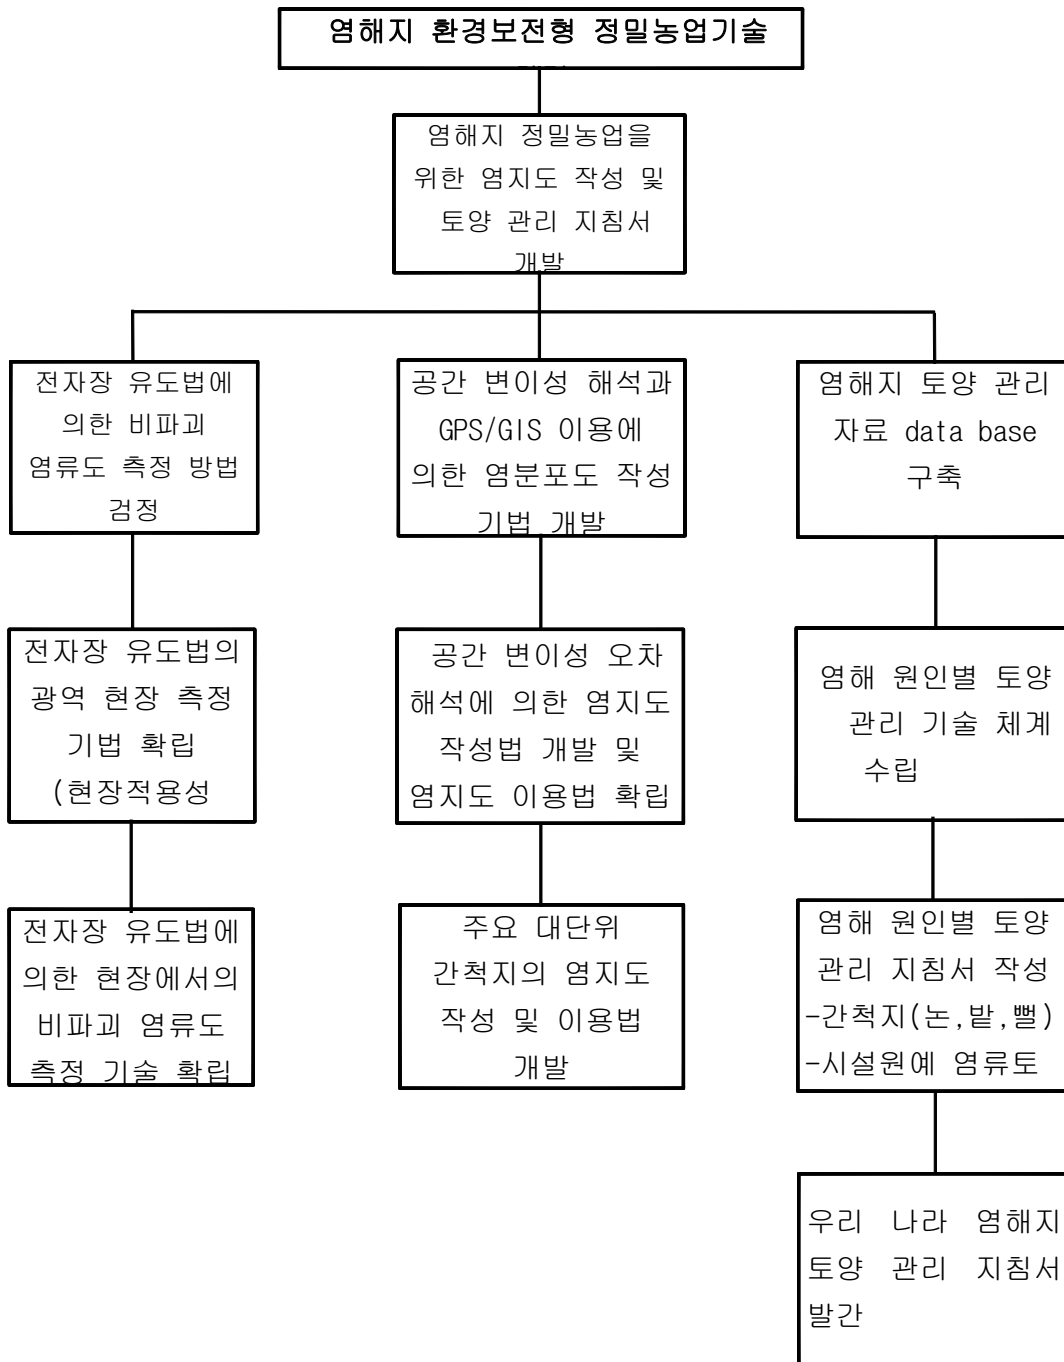 염해지 환경보전형 정밀농업기술
염해지 정밀농업을
위한 염지도 작성 및
토양 관리 지침서
개발
전자장 유도법에
의한 비파괴
염류도 측정 방법
검정
공간 변이성 해석과
GPS/GIS 이용에
의한 염분포도 작성
기법 개발
염해지 토양 관리
자료 data base
구축
전자장 유도법의
광역 현장 측정
기법 확립
(현장적용성
공간 변이성 오차
해석에 의한 염지도
작성법 개발 및
염지도 이용법 확립
염해 원인별 토양
관리 기술 체계
수립
전자장 유도법에
의한 현장에서의
비파괴 염류도
측정 기술 확립
주요 대단위
간척지의 염지도
작성 및 이용법
개발
염해 원인별 토양
관리 지침서 작성
-간척지(논,밭,뻘)
-시설원예 염류토
우리 나라 염해지
토양 관리 지침서
발간